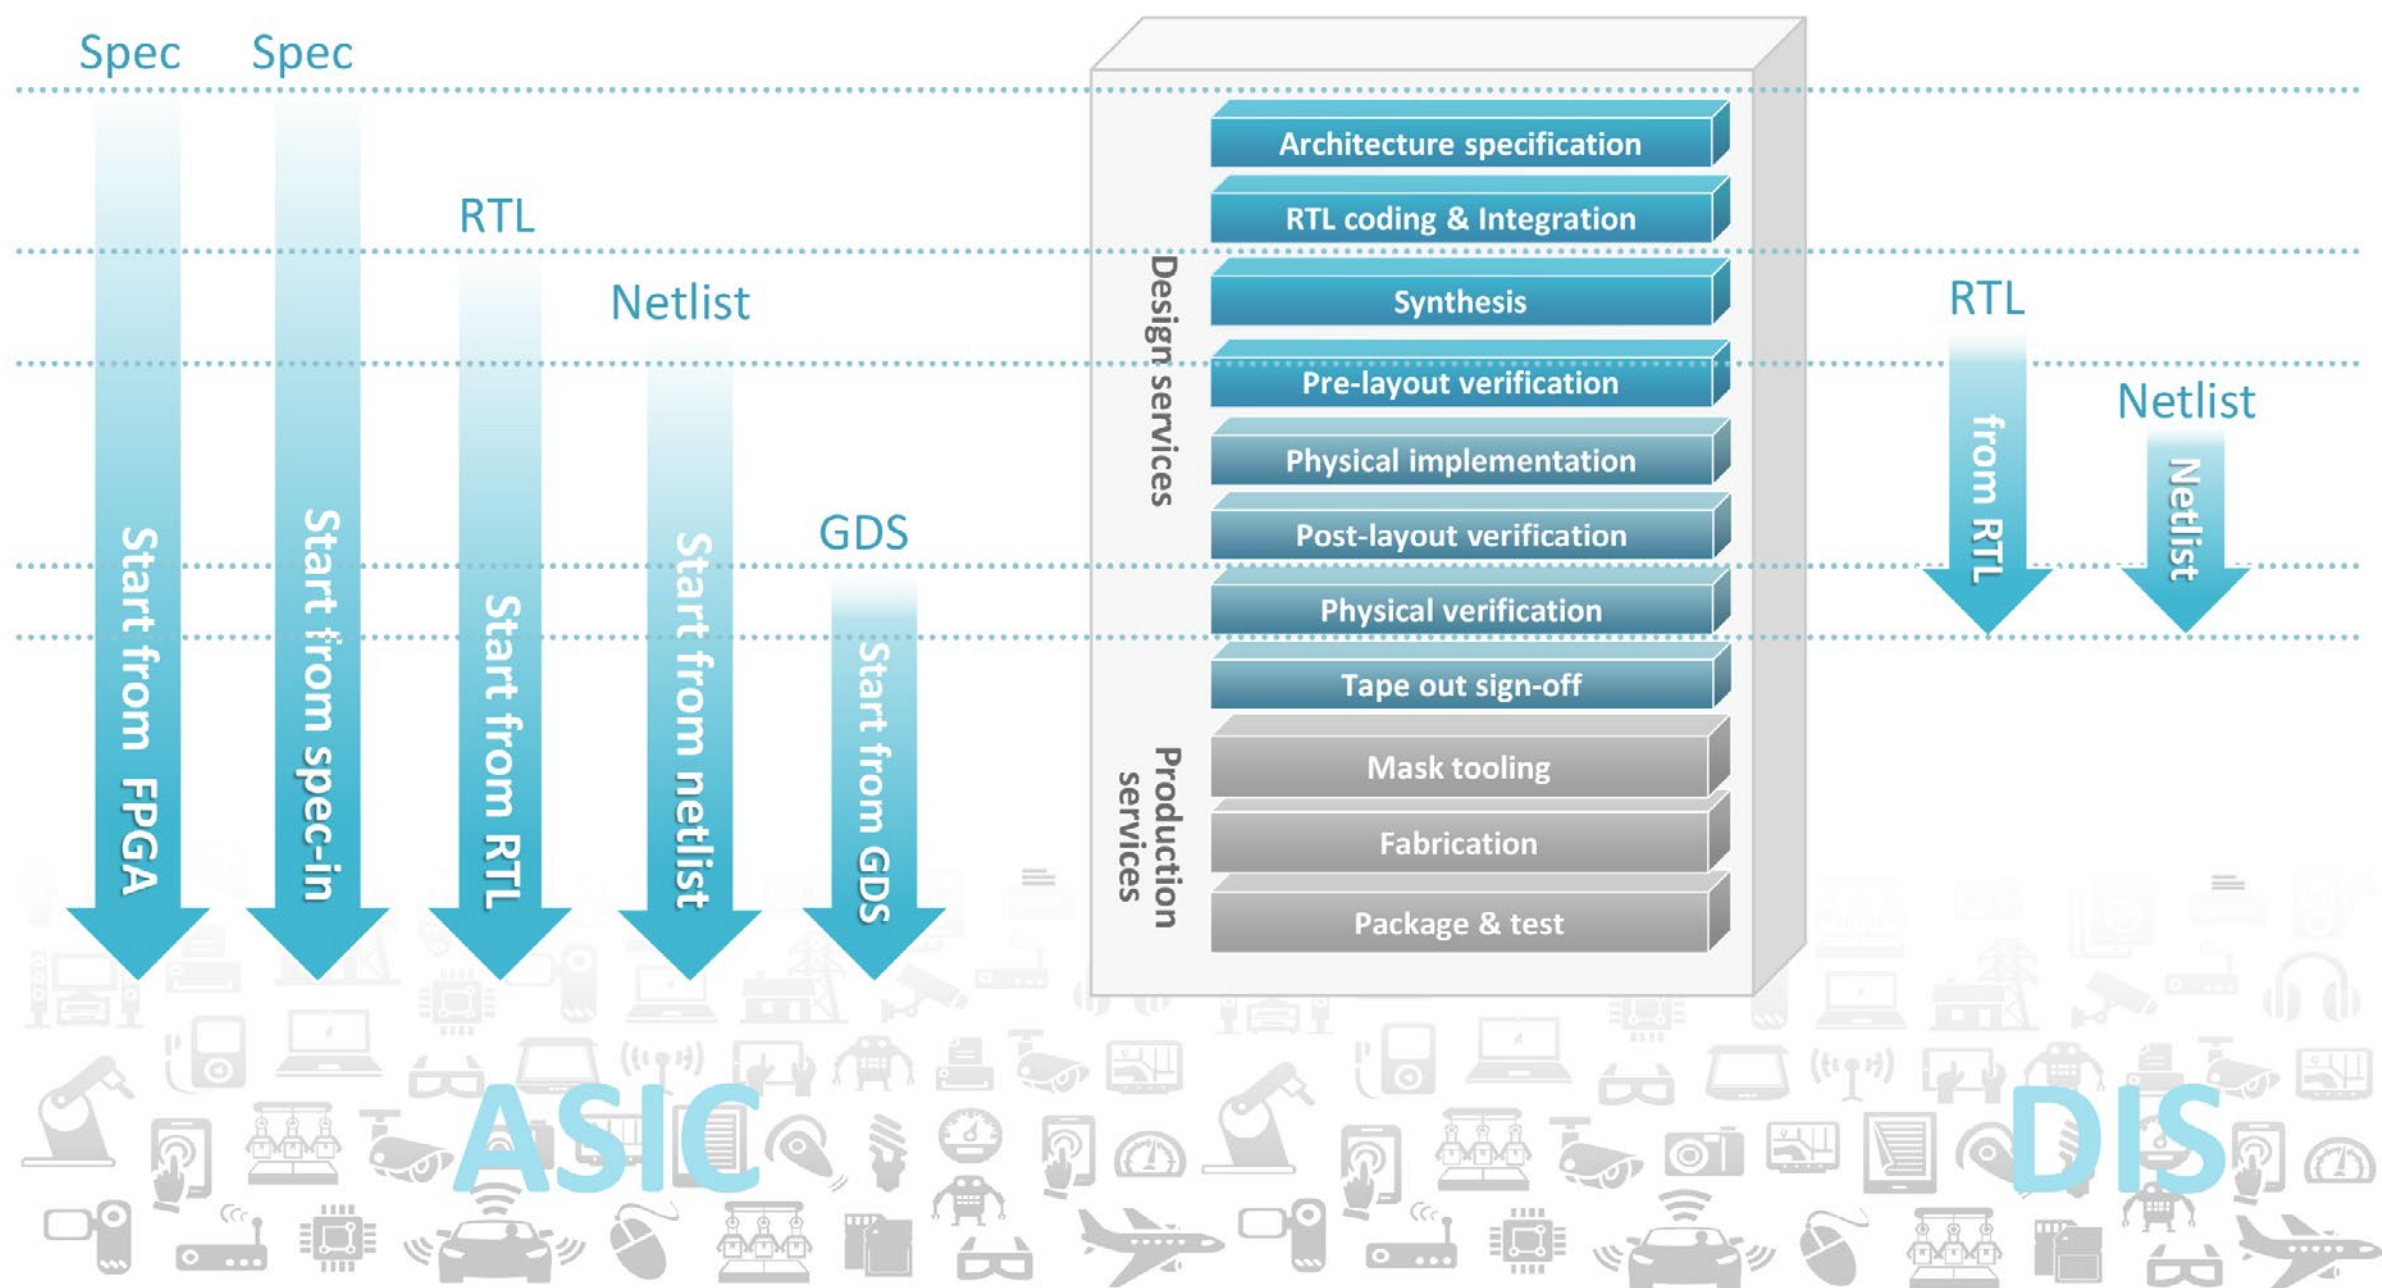 Spec
Spec
RTL
Netlist
GDS
Start from FPGA
Start from spec-in
Start from RTL
Start from netlist
Start from GDS
Design services
Architecture specification
RTL coding & Integration
Synthesis
Pre-layout verification
Physical implementation
Post-layout verification
Physical verification
Tape out sign-off
Production
services
Mask tooling
Fabrication
Package & test
RTL
Netlist
from RTL
Netlist
ASIC
DIS